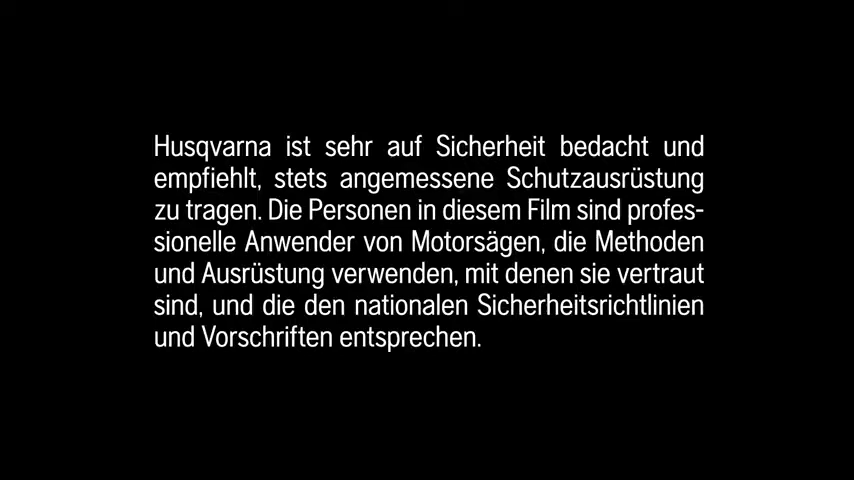 Husqvarna ist sehr auf Sicherheit bedacht und
empfiehlt, stets angemessene Schutzausrüstung
zu tragen. Die Personen in diesem Film sind profes-
sionelle Anwender von Motorsägen, die Methoden
und Ausrüstung verwenden, mit denen sie vertraut
sind, und die den nationalen Sicherheitsrichtlinien
und Vorschriften entsprechen.